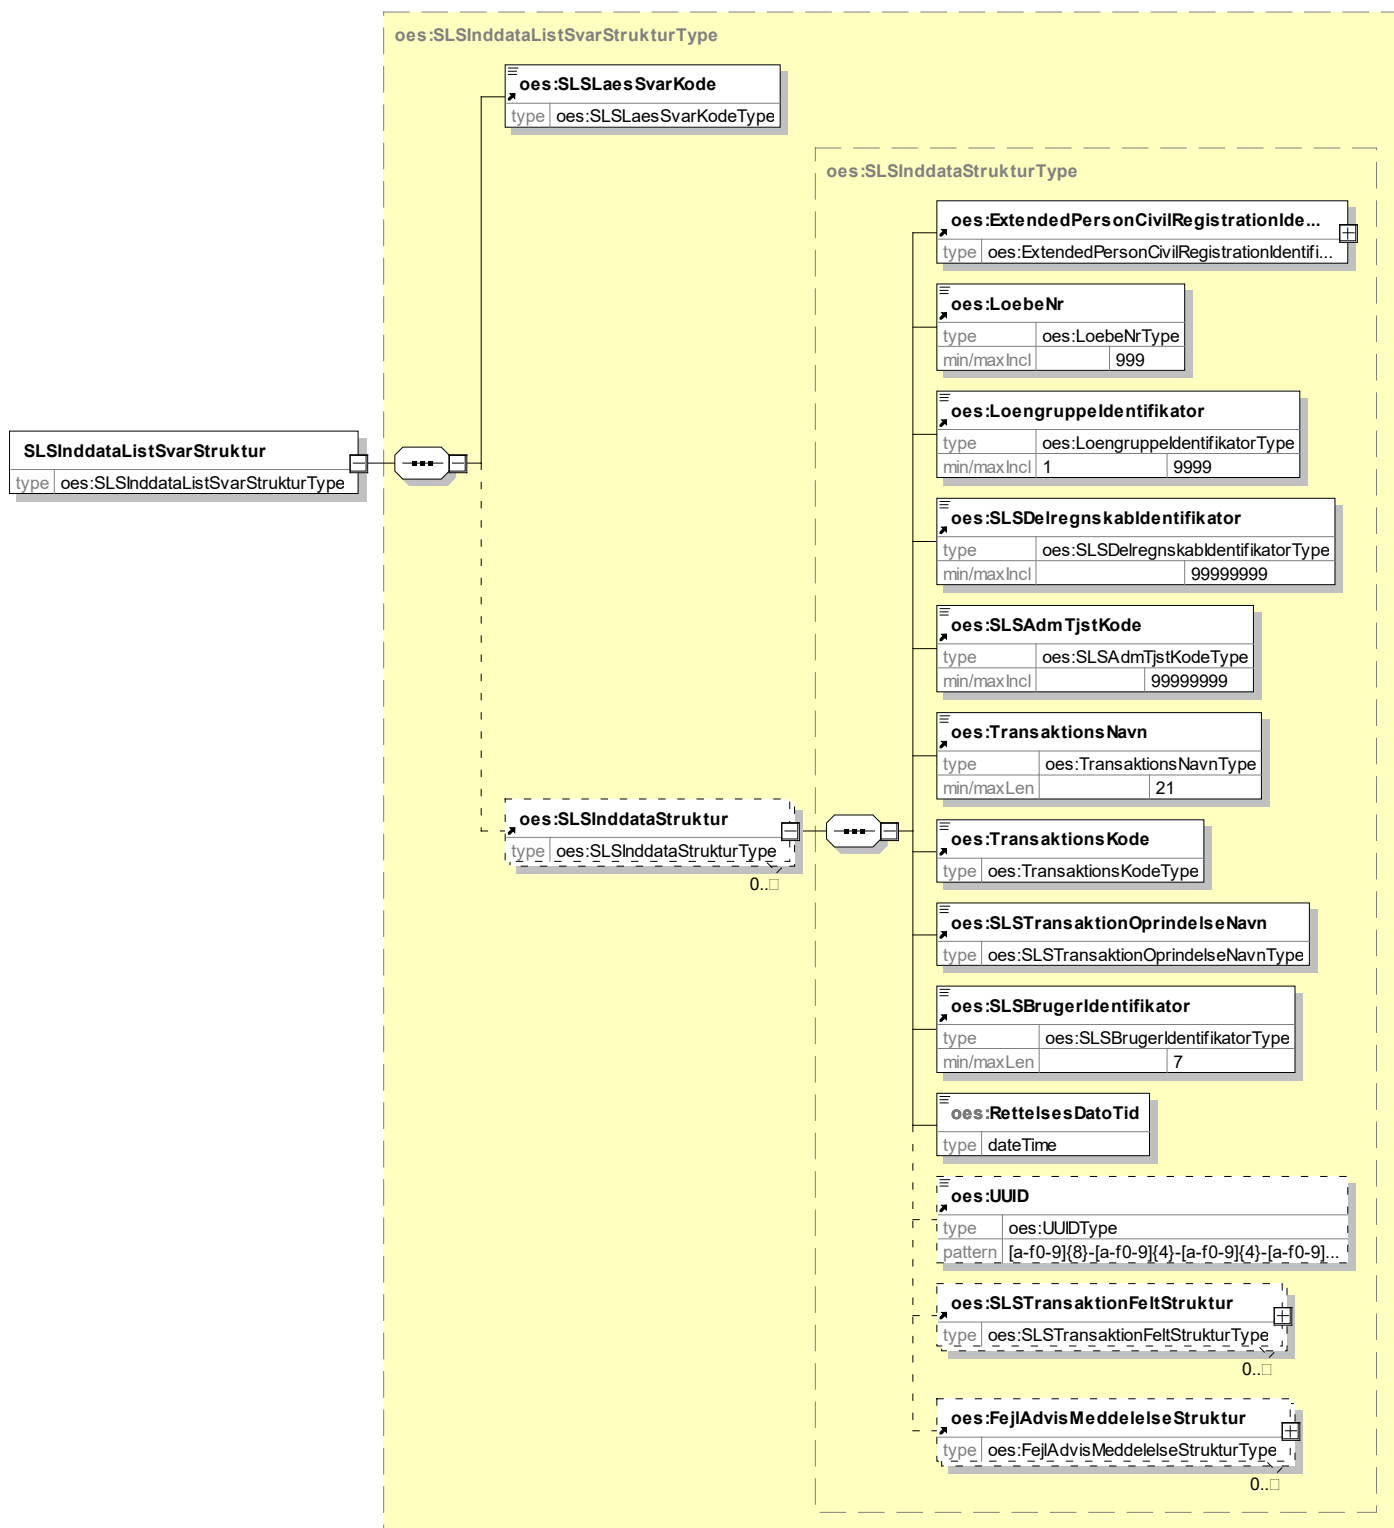 oes:SLSInddataListSvarStrukturType
oes:SLSLaesSvarKode
type oes:SLSLaesSvarKodeType
oes:SLSInddataStrukturType
oes:ExtendedPersonCivilRegistrationIde...
type oes:ExtendedPersonCivilRegistrationIdentifi...
oes:LoebeNr
type oes:LoebeNrType
min/maxIncl 999
oes:LoengruppeIdentifikator
type oes:LoengruppeIdentifikatorType
min/maxIncl 1 9999
SLSInddataListSvarStruktur
type oes:SLSInddataListSvarStrukturType
oes:SLSDelregnskabIdentifikator
type oes:SLSDelregnskabIdentifikatorType
min/maxIncl 99999999
oes:SLSAdmTjstKode
type oes:SLSAdmTjstKodeType
min/maxIncl 99999999
oes:TransaktionsNavn
type oes:TransaktionsNavnType
min/maxLen 21
oes:SLSInddataStruktur
type oes:SLSInddataStrukturType
0..□
oes:TransaktionsKode
type oes:TransaktionsKodeType
oes:SLSTransaktionOprindelseNavn
type oes:SLSTransaktionOprindelseNavnType
oes:SLSBrugerIdentifikator
type oes:SLSBrugerIdentifikatorType
min/maxLen 7
oes:RettelsesDatoTid
type dateTime
oes:UUID
type oes:UUIDType
pattern [a-f0-9]{8}-[a-f0-9]{4}-[a-f0-9]{4}-[a-f0-9]...
oes:SLSTransaktionFeltStruktur
type oes:SLSTransaktionFeltStrukturType
0..□
oes:FejlAdvisMeddelelseStruktur
type oes:FejlAdvisMeddelelseStrukturType
0..□